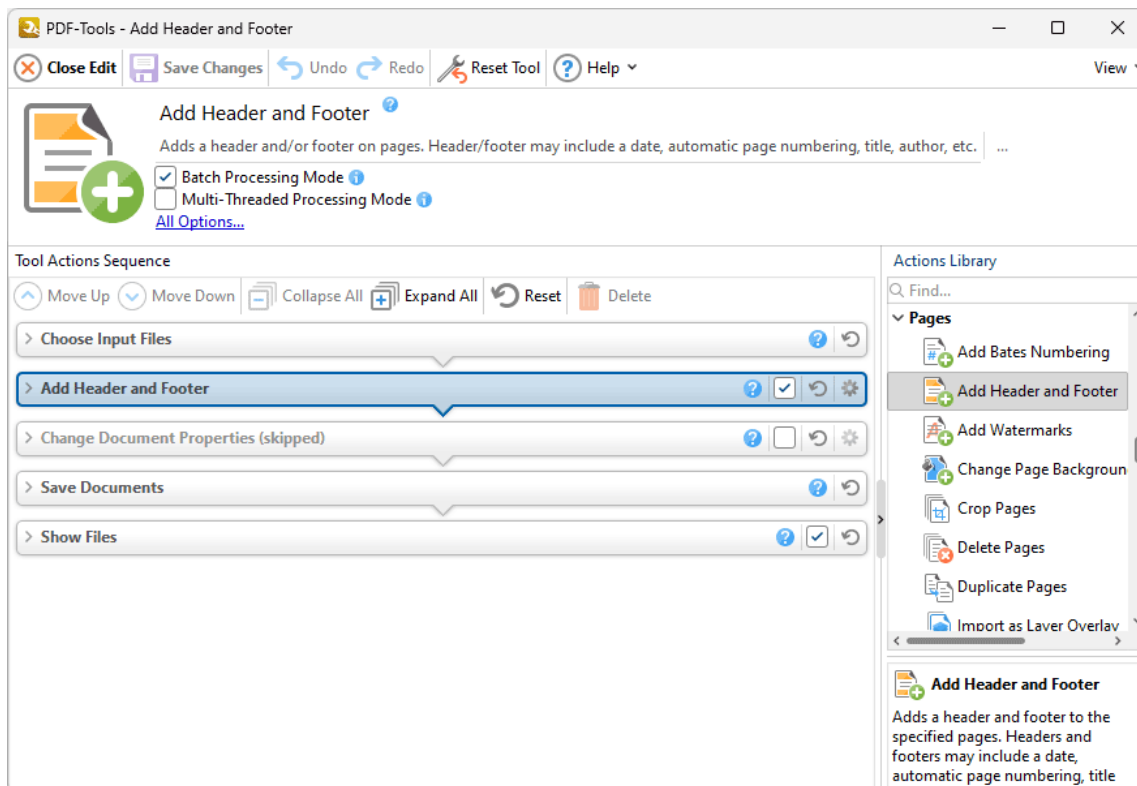 PDF-Tools - Add Header and Footer
Close Edit Save Changes Undo Redo Reset Tool Help View
Add Header and Footer
Adds a header and/or footer on pages. Header/footer may include a date, automatic page numbering, title, author, etc. ...
Batch Processing Mode
Multi-Threaded Processing Mode
All Options...
Tool Actions Sequence
Move Up Move Down Collapse All Expand All Reset Delete
Choose Input Files
Add Header and Footer
Change Document Properties (skipped)
Save Documents
Show Files
Actions Library
Find...
Pages
Add Bates Numbering
Add Header and Footer
Add Watermarks
Change Page Backgroun
Crop Pages
Delete Pages
Duplicate Pages
Import as Layer Overlay
Add Header and Footer
Adds a header and footer to the
specified pages. Headers and
footers may include a date,
automatic page numbering, title